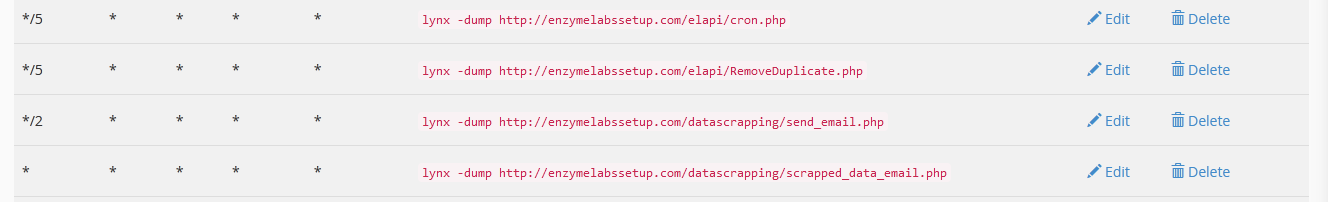 */5 * * * * lynx -dump http://enzymelabssetup.com/elapi/cron.php Edit Delete
*/5 * * * * lynx -dump http://enzymelabssetup.com/elapi/RemoveDuplicate.php Edit Delete
*/2 * * * * lynx -dump http://enzymelabssetup.com/datascrapping/send_email.php Edit Delete
* * * * * lynx -dump http://enzymelabssetup.com/datascrapping/scrapped_data_email.php Edit Delete